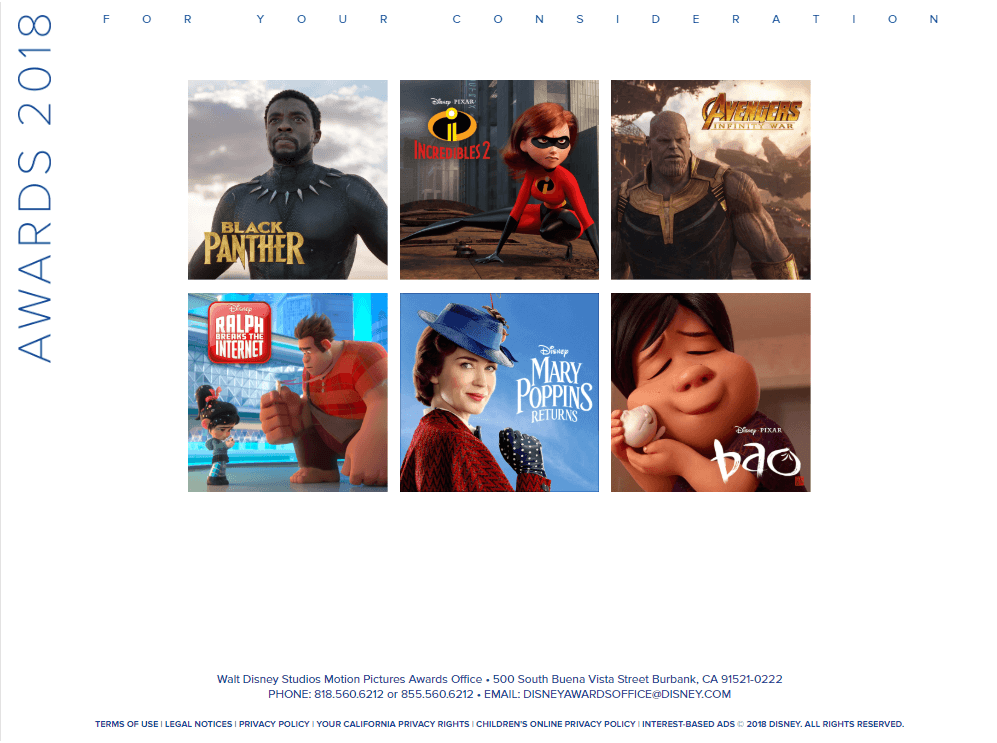 FOR YOUR CONSIDERATION
AWARDS 2018
BLACK
PANTHER
Disney · PIXAR
INCREDIBLES 2
AVENGERS
INFINITY WAR
Disney
RALPH
BREAKS THE
INTERNET
Disney
MARY
POPPINS
RETURNS
Disney · PIXAR
bao
Walt Disney Studios Motion Pictures Awards Office • 500 South Buena Vista Street Burbank, CA 91521-0222
PHONE: 818.560.6212 or 855.560.6212 • EMAIL: DISNEYAWARDSOFFICE@DISNEY.COM
TERMS OF USE | LEGAL NOTICES | PRIVACY POLICY | YOUR CALIFORNIA PRIVACY RIGHTS | CHILDREN'S ONLINE PRIVACY POLICY | INTEREST-BASED ADS © 2018 DISNEY. ALL RIGHTS RESERVED.